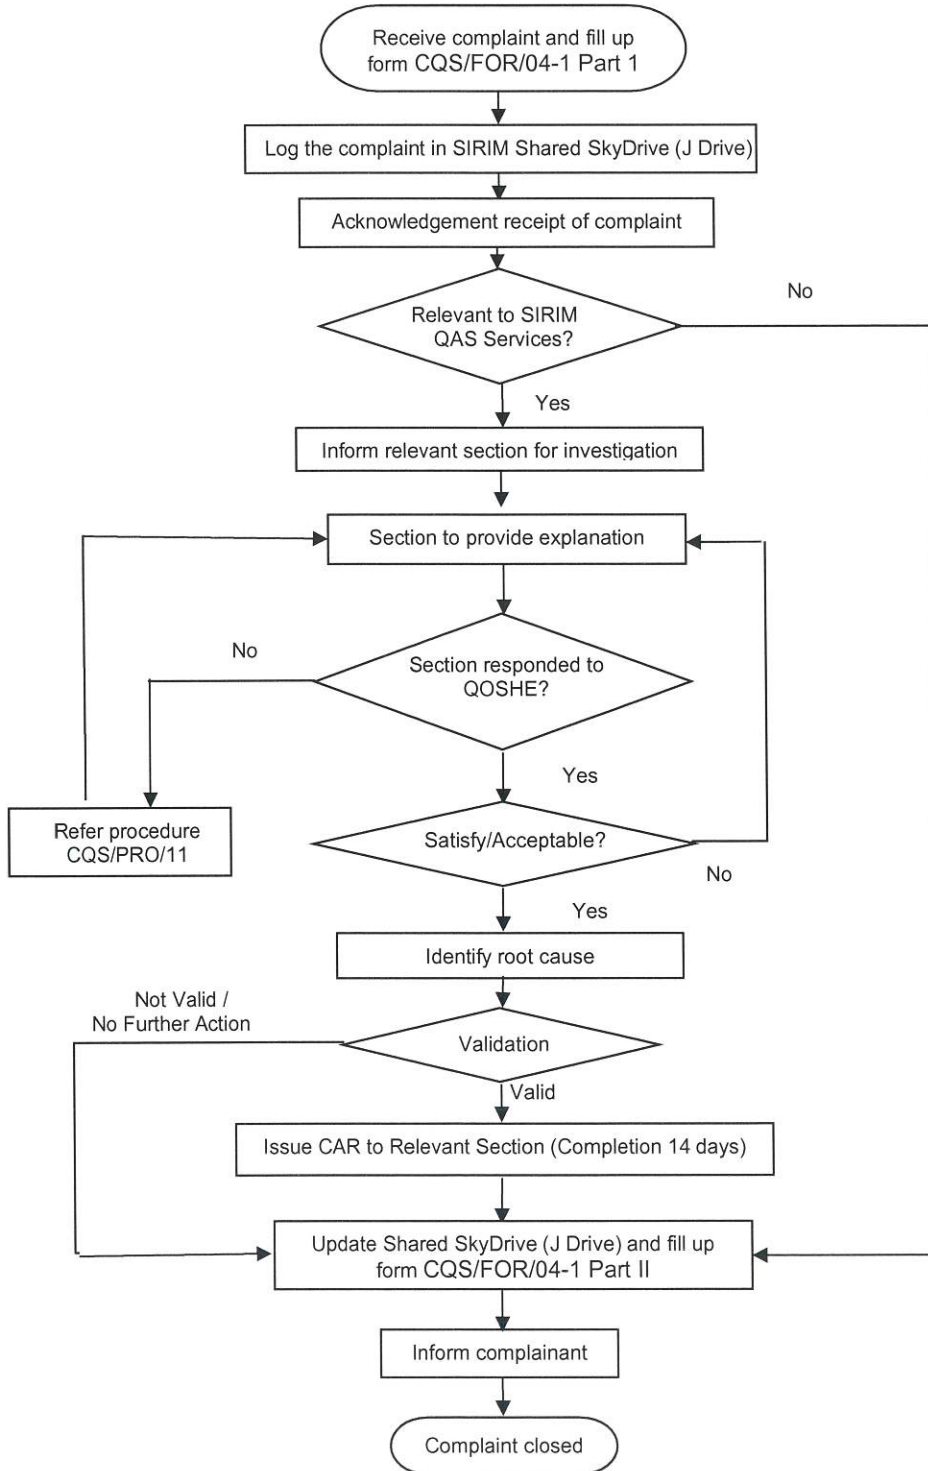 Receive complaint and fill up
form CQS/FOR/04-1 Part 1
Log the complaint in SIRIM Shared SkyDrive (J Drive)
Acknowledgement receipt of complaint
Relevant to SIRIM
QAS Services?
No
Yes
Inform relevant section for investigation
Section to provide explanation
Section responded to
QOSHE?
No
Yes
Refer procedure
CQS/PRO/11
Satisfy/Acceptable?
No
Yes
Identify root cause
Not Valid /
No Further Action
Validation
Valid
Issue CAR to Relevant Section (Completion 14 days)
Update Shared SkyDrive (J Drive) and fill up
form CQS/FOR/04-1 Part II
Inform complainant
Complaint closed